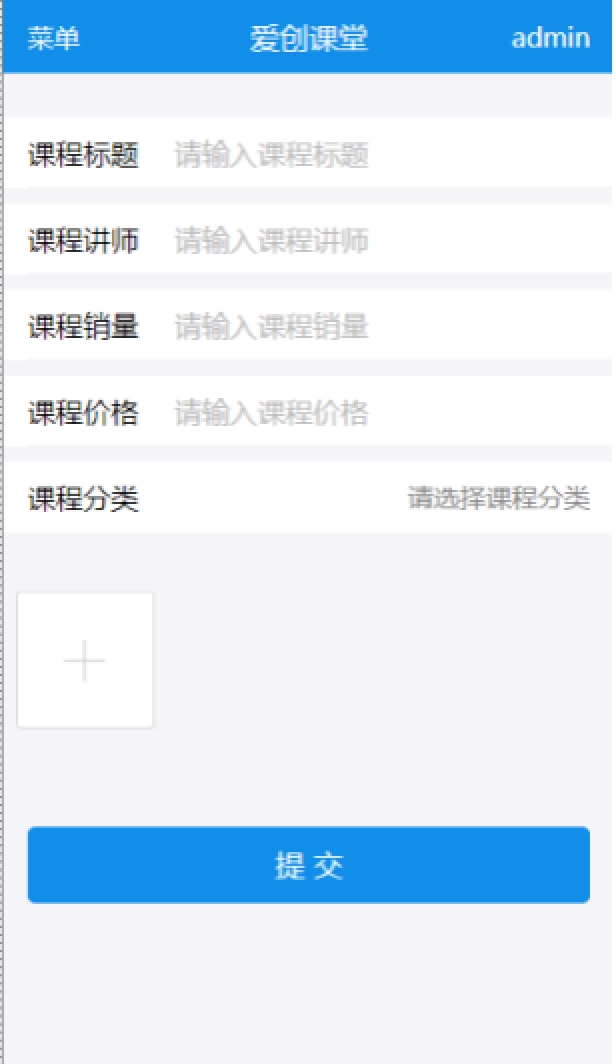 菜单 爱创课堂 admin
课程标题 请输入课程标题
课程讲师 请输入课程讲师
课程销量 请输入课程销量
课程价格 请输入课程价格
课程分类 请选择课程分类
提 交